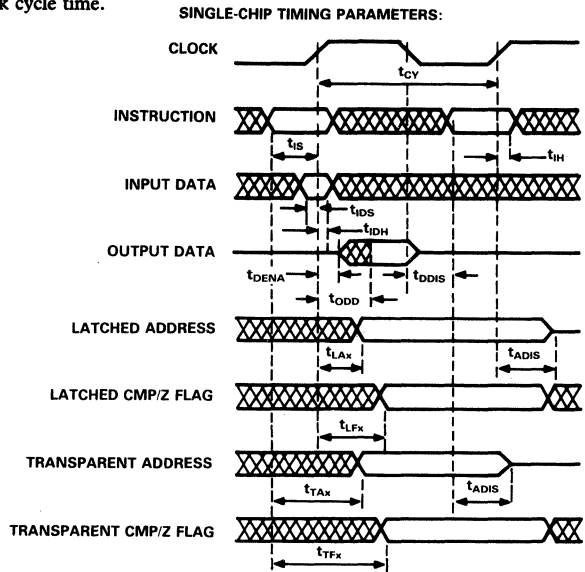 k cycle time.
SINGLE-CHIP TIMING PARAMETERS:
CLOCK
tCY
INSTRUCTION
tIS
tIH
INPUT DATA
tIDS
tIDH
OUTPUT DATA
tDENA
tDDIS
tODD
LATCHED ADDRESS
tLAx
tADIS
LATCHED CMP/Z FLAG
tLFx
TRANSPARENT ADDRESS
tTAx
tADIS
TRANSPARENT CMP/Z FLAG
tTFx